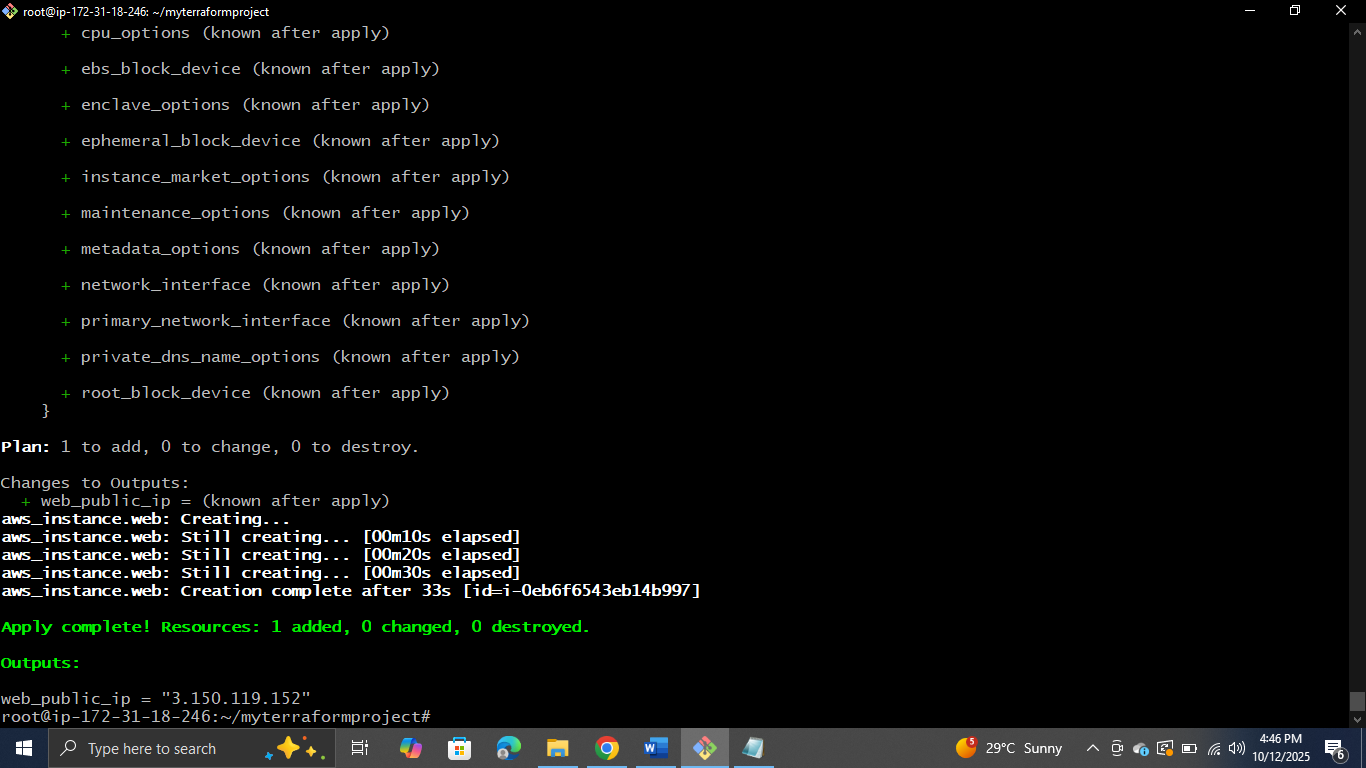 root@ip-172-31-18-246: ~/myterraformproject
+ cpu_options (known after apply)
+ ebs_block_device (known after apply)
+ enclave_options (known after apply)
+ ephemeral_block_device (known after apply)
+ instance_market_options (known after apply)
+ maintenance_options (known after apply)
+ metadata_options (known after apply)
+ network_interface (known after apply)
+ primary_network_interface (known after apply)
+ private_dns_name_options (known after apply)
+ root_block_device (known after apply)
}
Plan: 1 to add, 0 to change, 0 to destroy.
Changes to Outputs:
+ web_public_ip = (known after apply)
aws_instance.web: Creating...
aws_instance.web: Still creating... [00m10s elapsed]
aws_instance.web: Still creating... [00m20s elapsed]
aws_instance.web: Still creating... [00m30s elapsed]
aws_instance.web: Creation complete after 33s [id=i-0eb6f6543eb14b997]
Apply complete! Resources: 1 added, 0 changed, 0 destroyed.
Outputs:
web_public_ip = "3.150.119.152"
root@ip-172-31-18-246:~/myterraformproject#
Type here to search
5
29°C Sunny
4:46 PM
10/12/2025
6